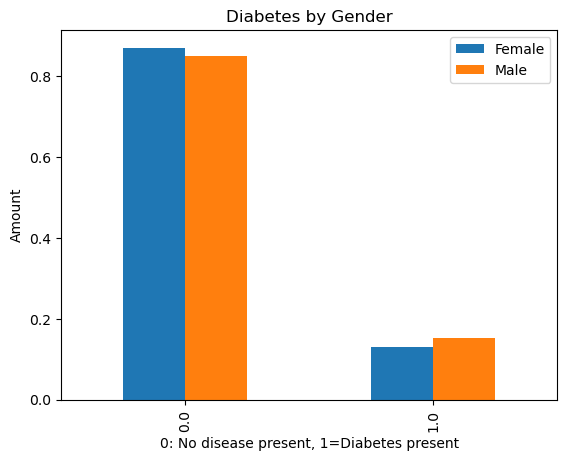 Diabetes by Gender
Female
Male
Amount
0.8
0.6
0.4
0.2
0.0
0.0
1.0
0: No disease present, 1=Diabetes present